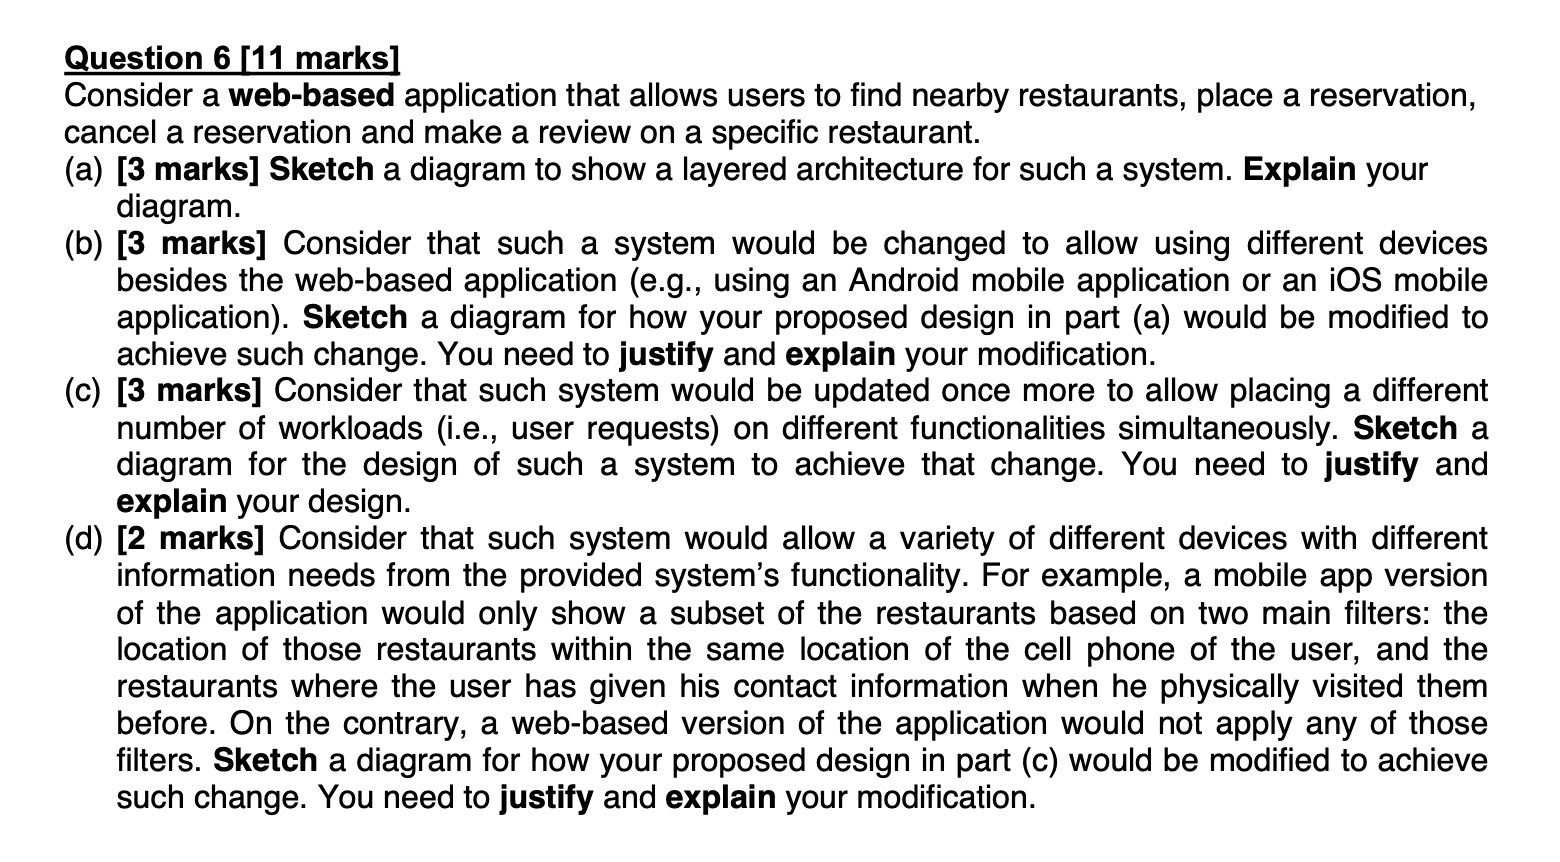 Question 6 [11 marks]
Consider a web-based application that allows users to find nearby restaurants, place a reservation,
cancel a reservation and make a review on a specific restaurant.
(a) [3 marks] Sketch a diagram to show a layered architecture for such a system. Explain your
diagram.
(b) [3 marks] Consider that such a system would be changed to allow using different devices
besides the web-based application (e.g., using an Android mobile application or an iOS mobile
application). Sketch a diagram for how your proposed design in part (a) would be modified to
achieve such change. You need to justify and explain your modification.
(c) [3 marks] Consider that such system would be updated once more to allow placing a different
number of workloads (i.e., user requests) on different functionalities simultaneously. Sketch a
diagram for the design of such a system to achieve that change. You need to justify and
explain your design.
(d) [2 marks] Consider that such system would allow a variety of different devices with different
information needs from the provided system’s functionality. For example, a mobile app version
of the application would only show a subset of the restaurants based on two main filters: the
location of those restaurants within the same location of the cell phone of the user, and the
restaurants where the user has given his contact information when he physically visited them
before. On the contrary, a web-based version of the application would not apply any of those
filters. Sketch a diagram for how your proposed design in part (c) would be modified to achieve
such change. You need to justify and explain your modification.